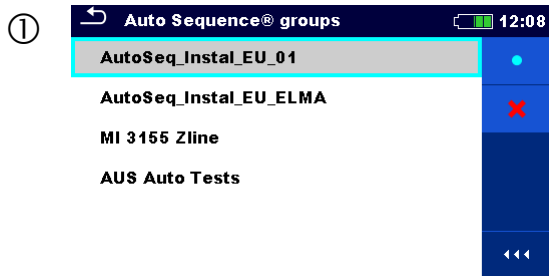 ①
Auto Sequence® groups 12:08
AutoSeq_Instal_EU_01
AutoSeq_Instal_EU_ELMA
MI 3155 Zline
AUS Auto Tests